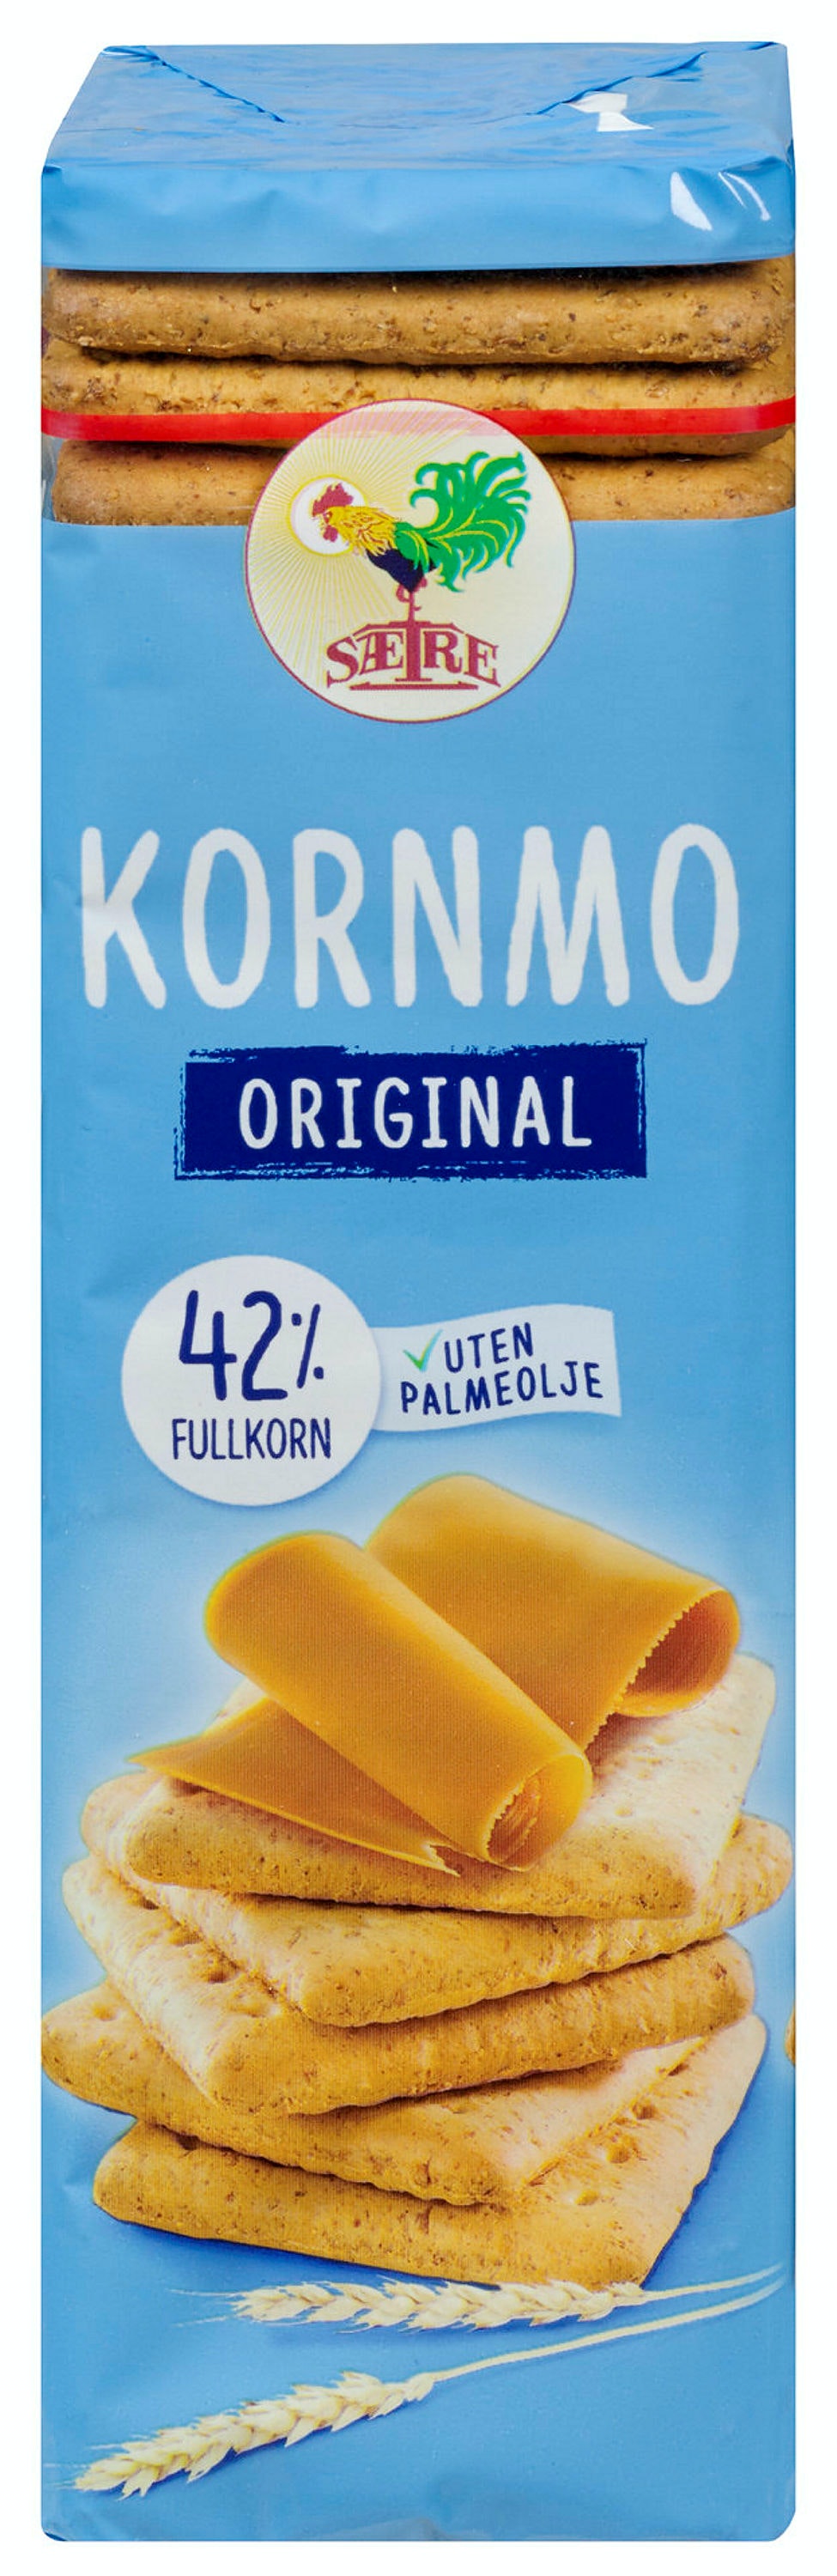 SÆTRE
KORNMO
ORIGINAL
42%
FULLKORN
UTEN
PALMEOLJE